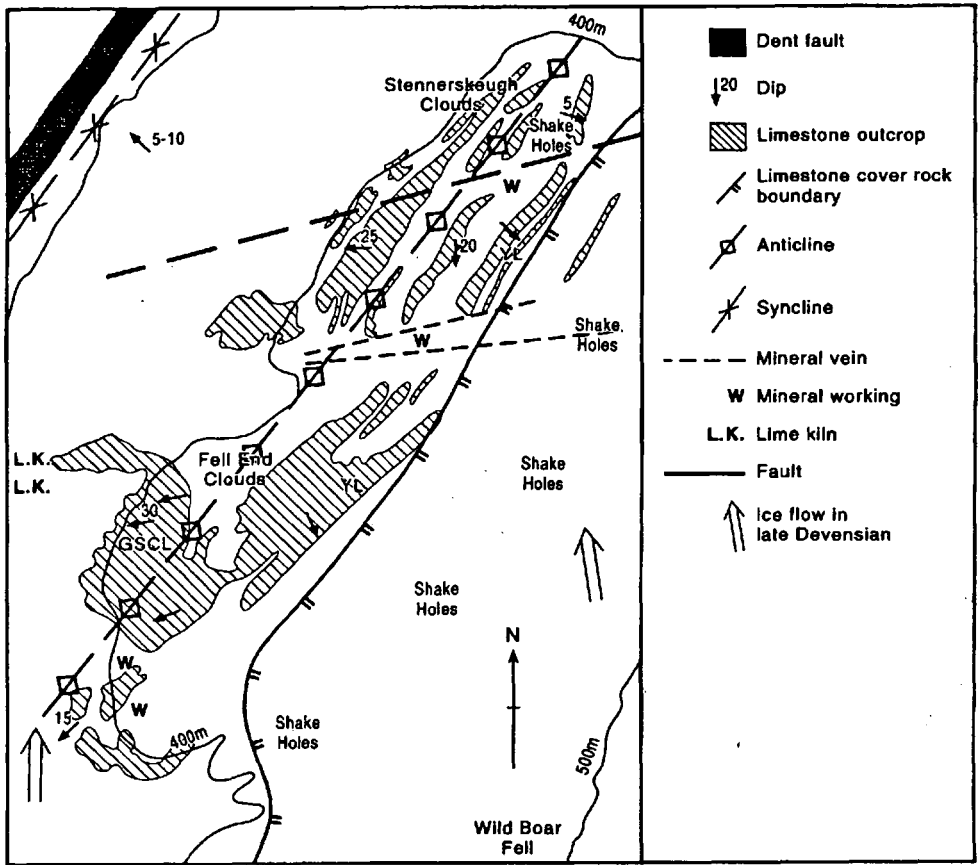 400m
Stennerskeugh
Clouds
5
Shake
Holes
5-10
W
25
20
YL
Shake
Holes
W
L.K.
L.K.
Fell End
Clouds
YL
Shake
Holes
30
GSCL
Shake
Holes
N
W
W
15
400m
Shake
Holes
500m
Wild Boar
Fell
Dent fault
20 Dip
Limestone outcrop
Limestone cover rock
boundary
Anticline
Syncline
Mineral vein
W Mineral working
L.K. Lime kiln
Fault
Ice flow in
late Devensian